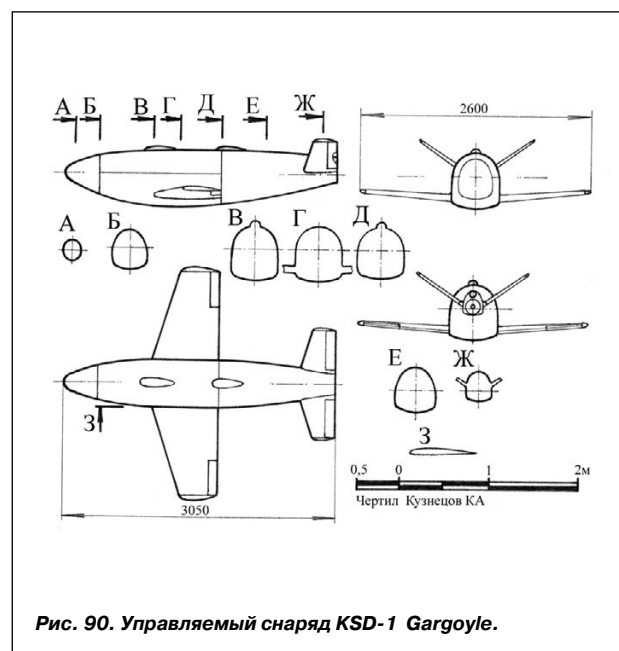 А Б В Г Д Е Ж
2600
А Б В Г Д
Е Ж
З
З
0,5 0 1 2м
Чертил Кузнецов КА
3050
Рис. 90. Управляемый снаряд KSD-1 Gargoyle.